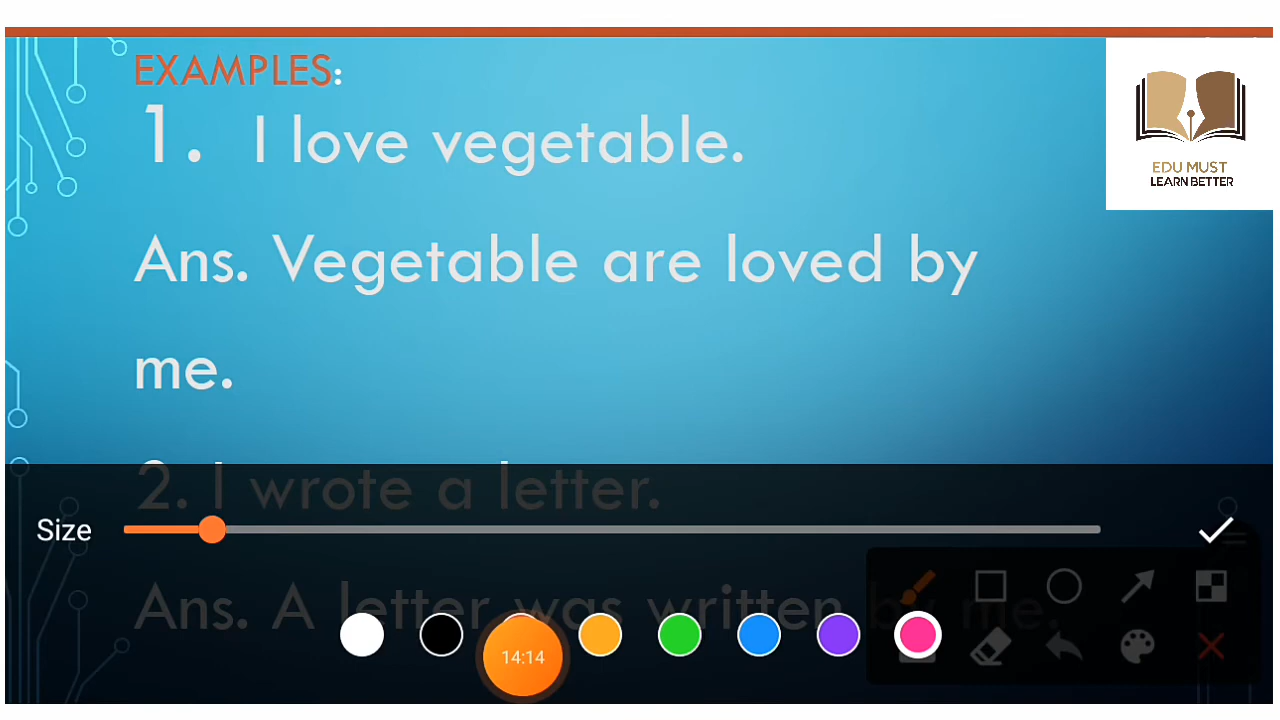 EXAMPLES:
1. I love vegetable.
Ans. Vegetable are loved by
me.
2. I wrote a letter.
Ans. A letter was written by me.
EDU MUST
LEARN BETTER
Size
14:14